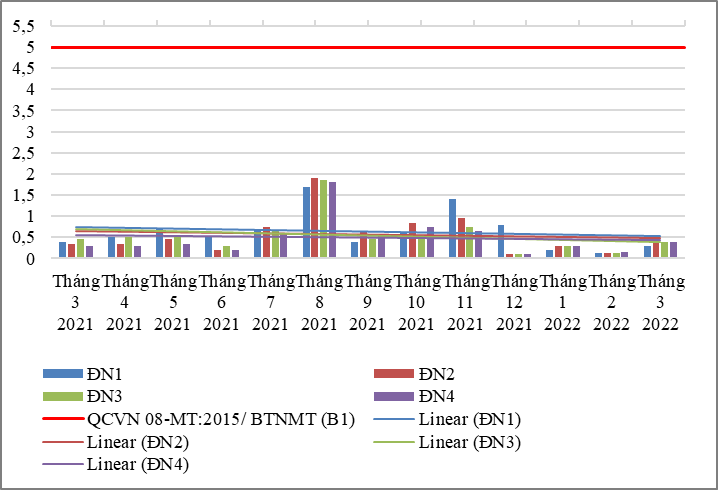 5,5
5
4,5
4
3,5
3
2,5
2
1,5
1
0,5
0
Tháng Tháng Tháng Tháng Tháng Tháng Tháng Tháng Tháng Tháng Tháng Tháng Tháng
3 4 5 6 7 8 9 10 11 12 1 2 3
2021 2021 2021 2021 2021 2021 2021 2021 2021 2021 2022 2022 2022
ĐN1 ĐN2
ĐN3 ĐN4
QCVN 08-MT:2015/ BTNMT (B1) Linear (ĐN1)
Linear (ĐN2) Linear (ĐN3)
Linear (ĐN4)